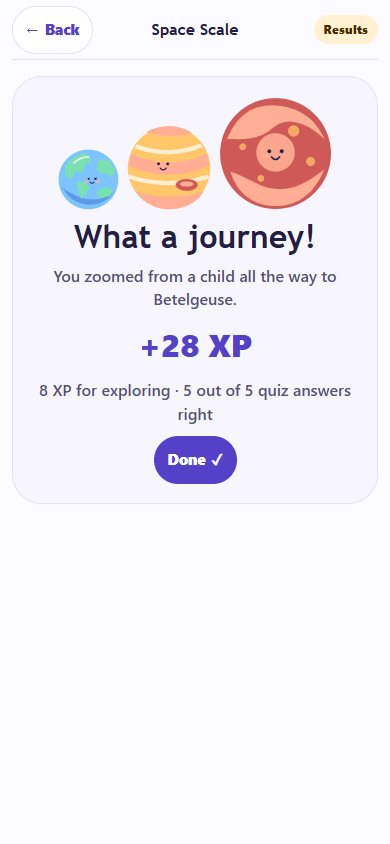 ← Back
Space Scale
Results
What a journey!
You zoomed from a child all the way to
Betelgeuse.
+28 XP
8 XP for exploring · 5 out of 5 quiz answers
right
Done ✓